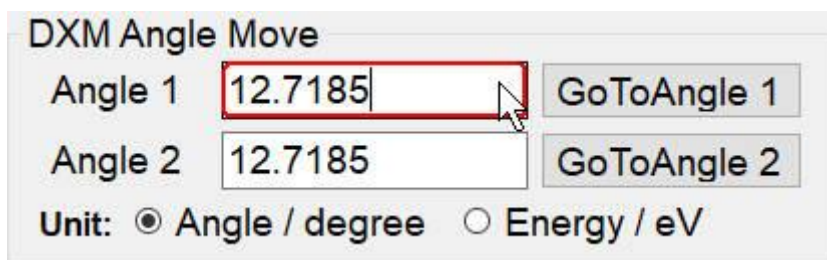 DXM Angle Move
Angle 1 12.7185 GoToAngle 1
Angle 2 12.7185 GoToAngle 2
Unit: Angle / degree Energy / eV